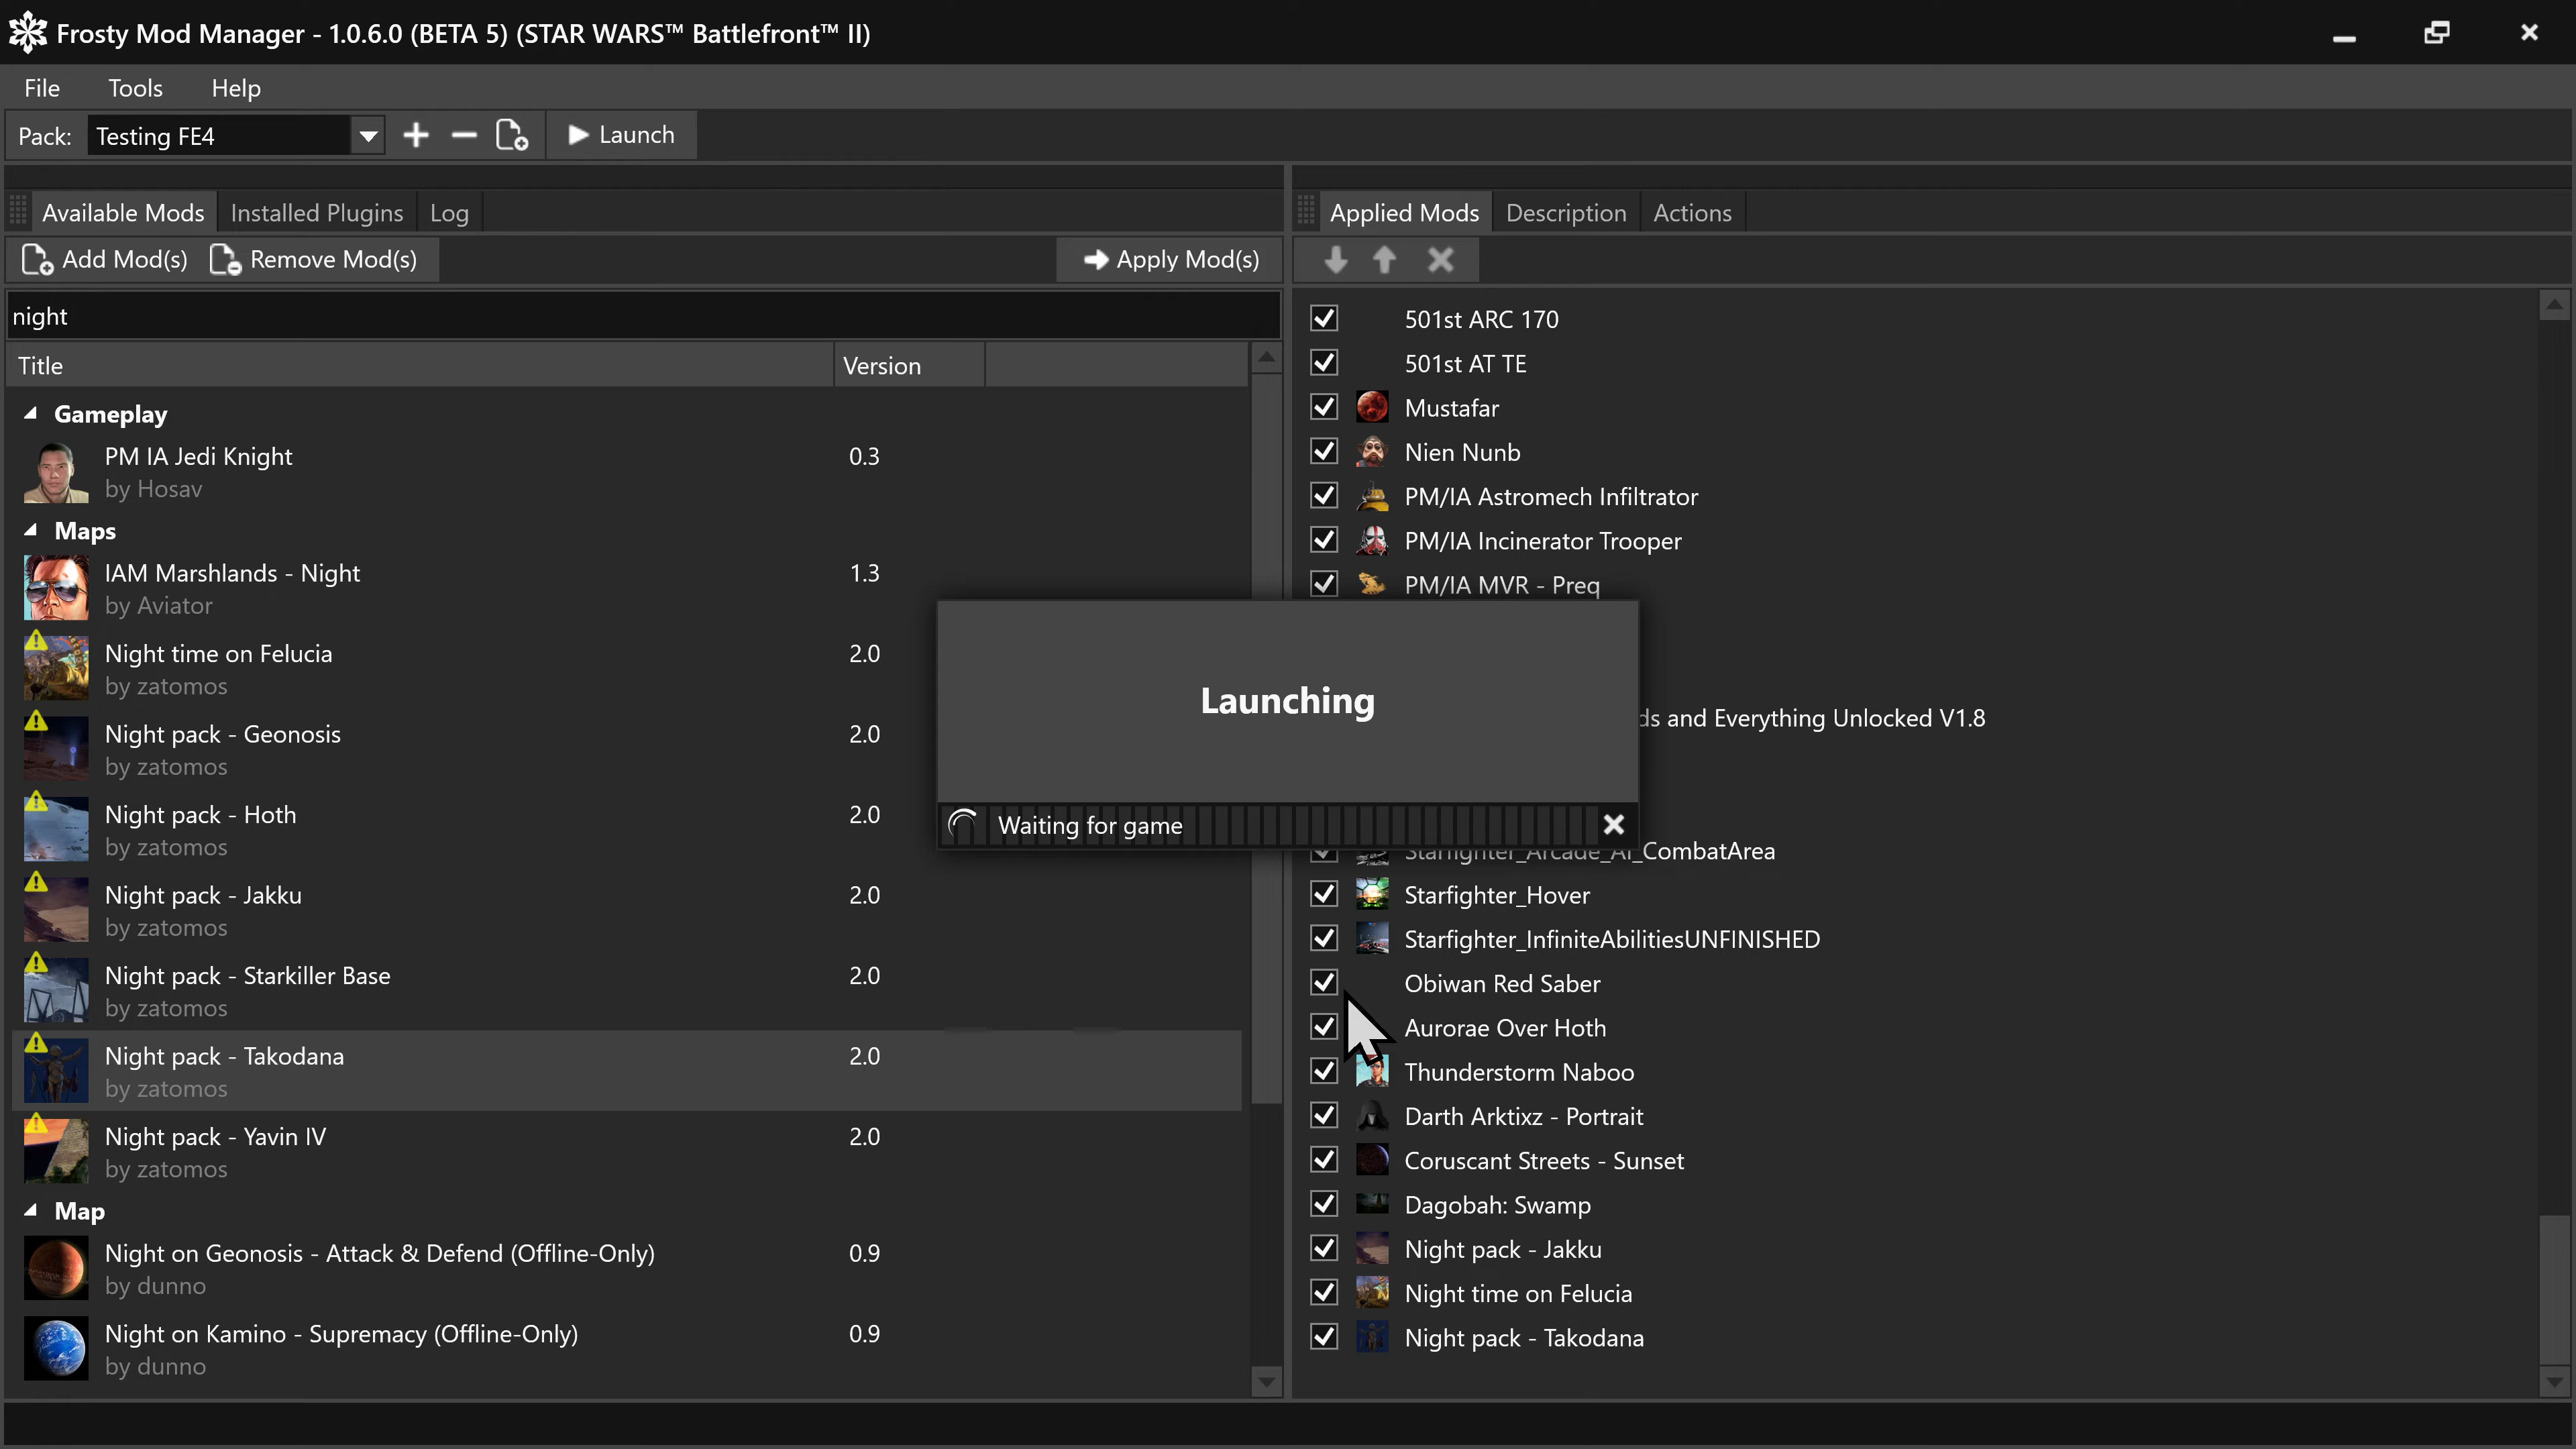 Frosty Mod Manager - 1.0.6.0 (BETA 5) (STAR WARS™ Battlefront™ II)
File Tools Help
Pack: Testing FE4 Launch
Available Mods Installed Plugins Log
Add Mod(s) Remove Mod(s) Apply Mod(s)
night
Title Version
Gameplay
PM IA Jedi Knight 0.3
by Hosav
Maps
IAM Marshlands - Night 1.3
by Aviator
Night time on Felucia 2.0
by zatomos
Night pack - Geonosis 2.0
by zatomos
Night pack - Hoth 2.0
by zatomos
Night pack - Jakku 2.0
by zatomos
Night pack - Starkiller Base 2.0
by zatomos
Night pack - Takodana 2.0
by zatomos
Night pack - Yavin IV 2.0
by zatomos
Map
Night on Geonosis - Attack & Defend (Offline-Only) 0.9
by dunno
Night on Kamino - Supremacy (Offline-Only) 0.9
by dunno
Launching
Waiting for game
Applied Mods Description Actions
501st ARC 170
501st AT TE
Mustafar
Nien Nunb
PM/IA Astromech Infiltrator
PM/IA Incinerator Trooper
PM/IA MVR - Preq
and Everything Unlocked V1.8
Starfighter_Arcade_AI_CombatArea
Starfighter_Hover
Starfighter_InfiniteAbilitiesUNFINISHED
Obiwan Red Saber
Aurorae Over Hoth
Thunderstorm Naboo
Darth Arktixz - Portrait
Coruscant Streets - Sunset
Dagobah: Swamp
Night pack - Jakku
Night time on Felucia
Night pack - Takodana